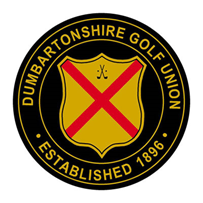 DUMBARTONSHIRE GOLF UNION
• ESTABLISHED 1896 •